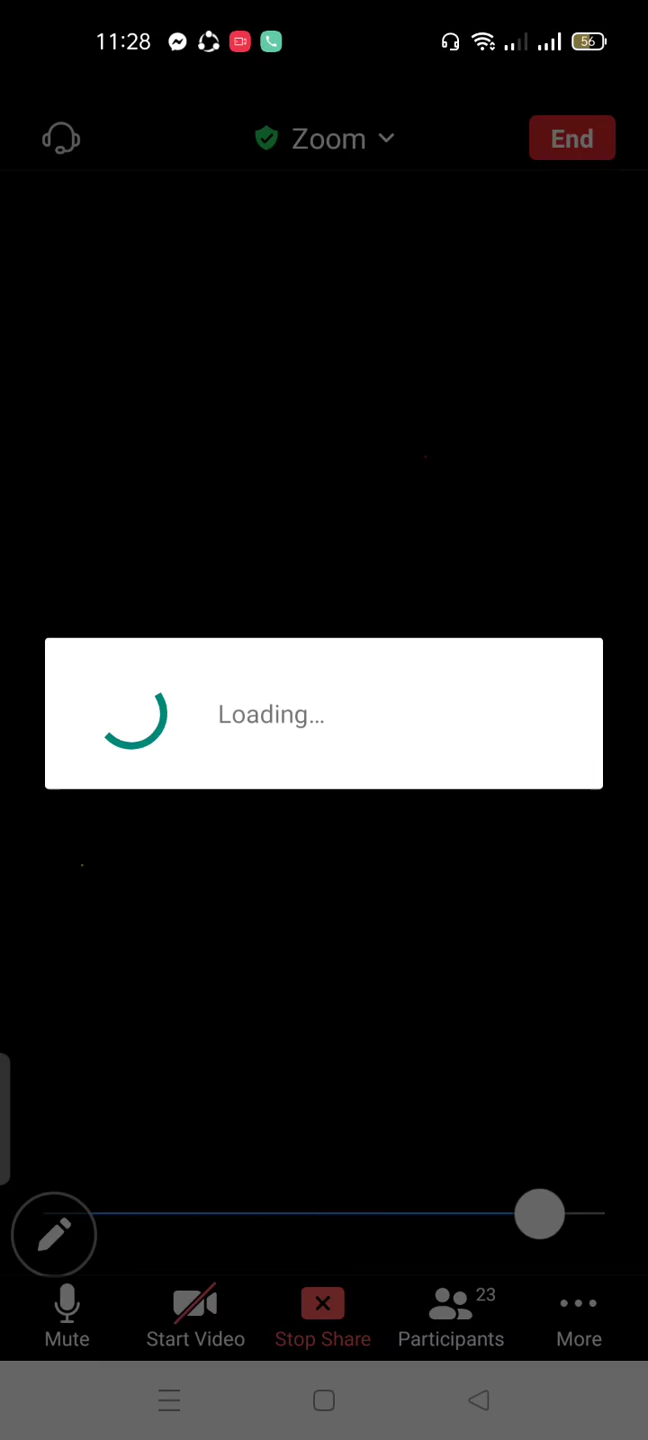 11:28
56
Zoom
End
Loading...
23
Mute
Start Video
Stop Share
Participants
More